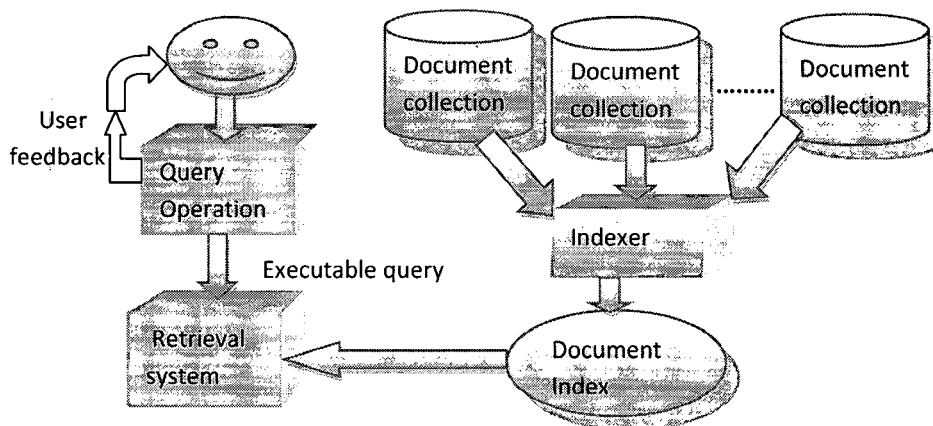 User
feedback
Query
Operation
Executable query
Retrieval
system
Document
collection
Document
collection
Document
collection
Indexer
Document
Index